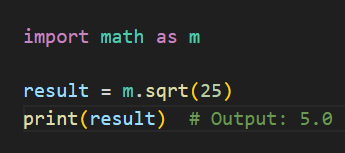 import math as m
result = m.sqrt(25)
print(result)  # Output: 5.0